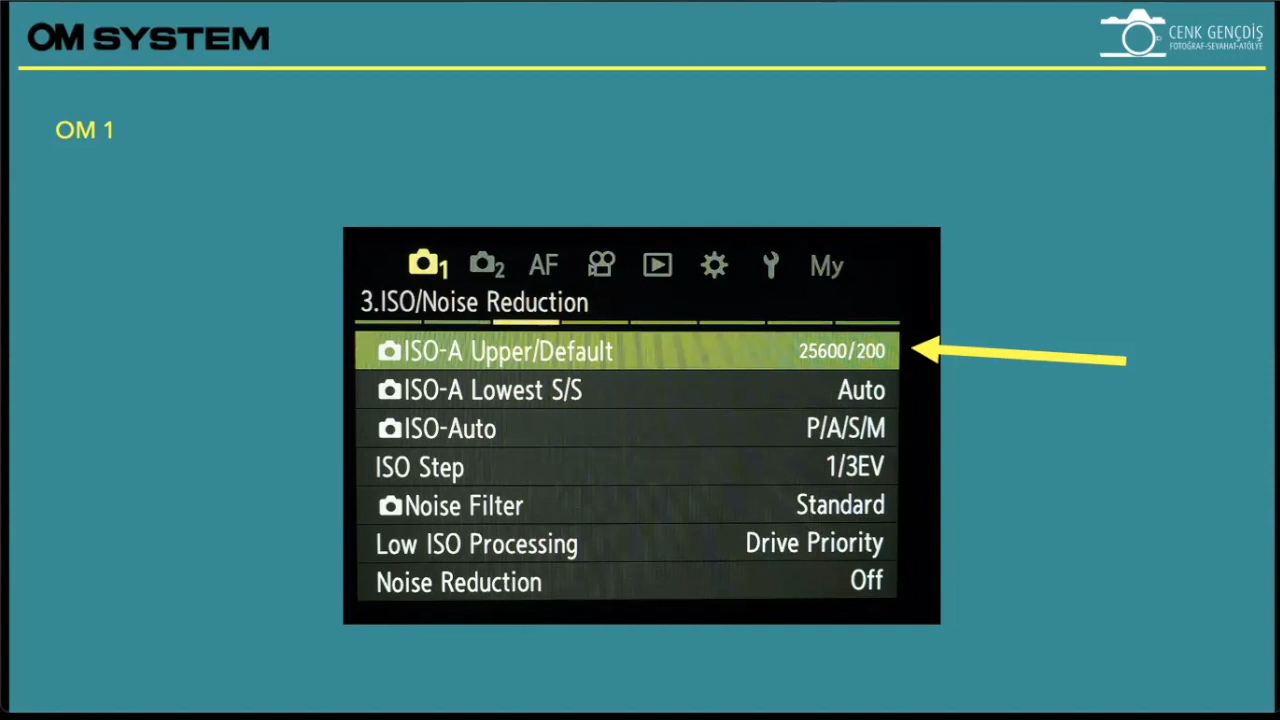 OM SYSTEM
CENK GENÇDİŞ
FOTOĞRAF-SEYAHAT-ATÖLYE
OM 1
1 2 AF My
3.ISO/Noise Reduction
ISO-A Upper/Default 25600/200
ISO-A Lowest S/S Auto
ISO-Auto P/A/S/M
ISO Step 1/3EV
Noise Filter Standard
Low ISO Processing Drive Priority
Noise Reduction Off